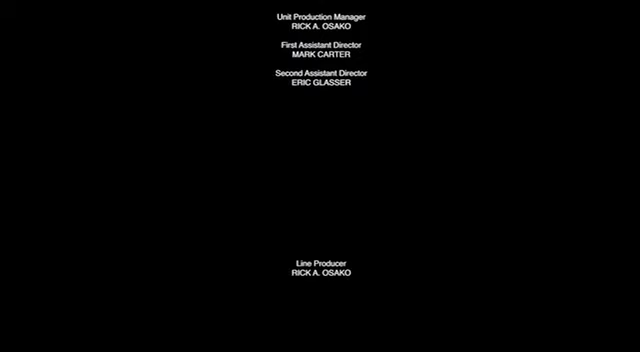 Unit Production Manager
RICK A. OSAKO
First Assistant Director
MARK CARTER
Second Assistant Director
ERIC GLASSER
Line Producer
RICK A. OSAKO